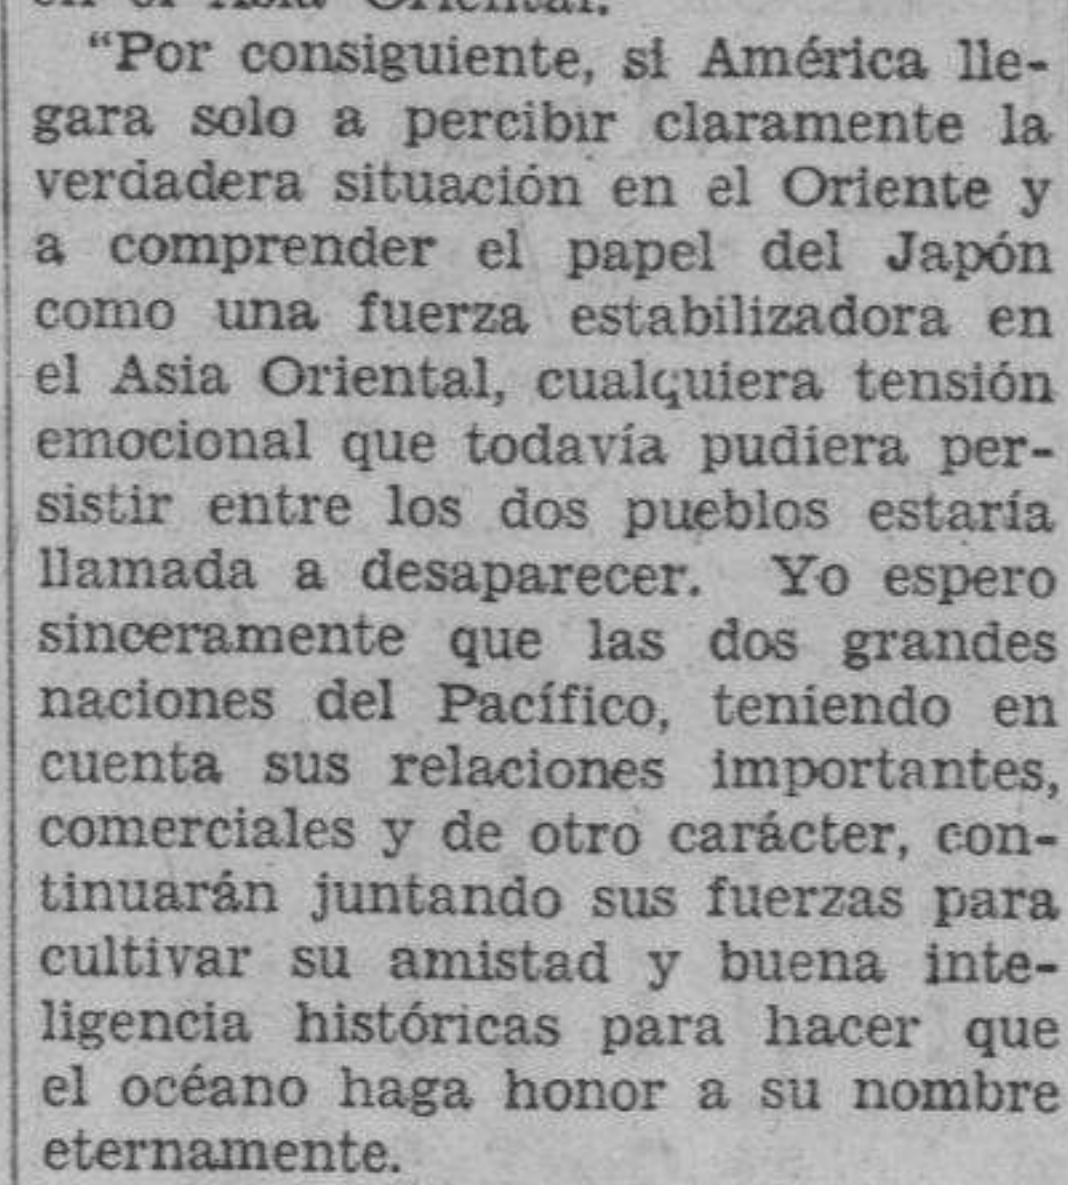 en el Asia Oriental.
"Por consiguiente, si América lle-
gara solo a percibir claramente la
verdadera situación en el Oriente y
a comprender el papel del Japón
como una fuerza estabilizadora en
el Asia Oriental, cualquiera tensión
emocional que todavía pudiera per-
sistir entre los dos pueblos estaría
llamada a desaparecer. Yo espero
sinceramente que las dos grandes
naciones del Pacífico, teniendo en
cuenta sus relaciones importantes,
comerciales y de otro carácter, con-
tinuarán juntando sus fuerzas para
cultivar su amistad y buena inte-
ligencia históricas para hacer que
el océano haga honor a su nombre
eternamente.